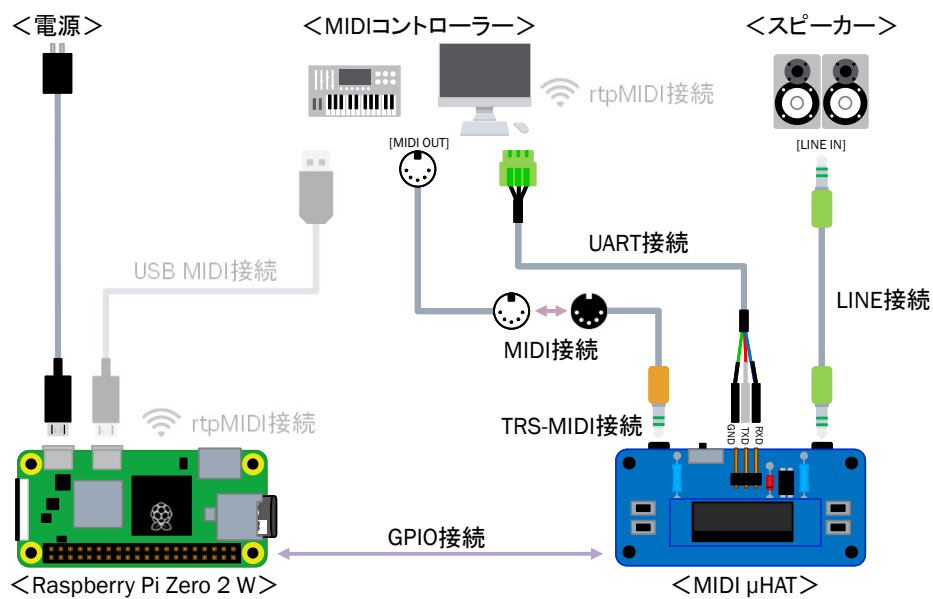 ＜電源＞
＜MIDIコントローラー＞
＜スピーカー＞
rtpMIDI接続
[MIDI OUT]
[LINE IN]
UART接続
USB MIDI接続
LINE接続
MIDI接続
rtpMIDI接続
TRS-MIDI接続
GND
TXD
RXD
GPIO接続
＜Raspberry Pi Zero 2 W＞
＜MIDI μHAT＞